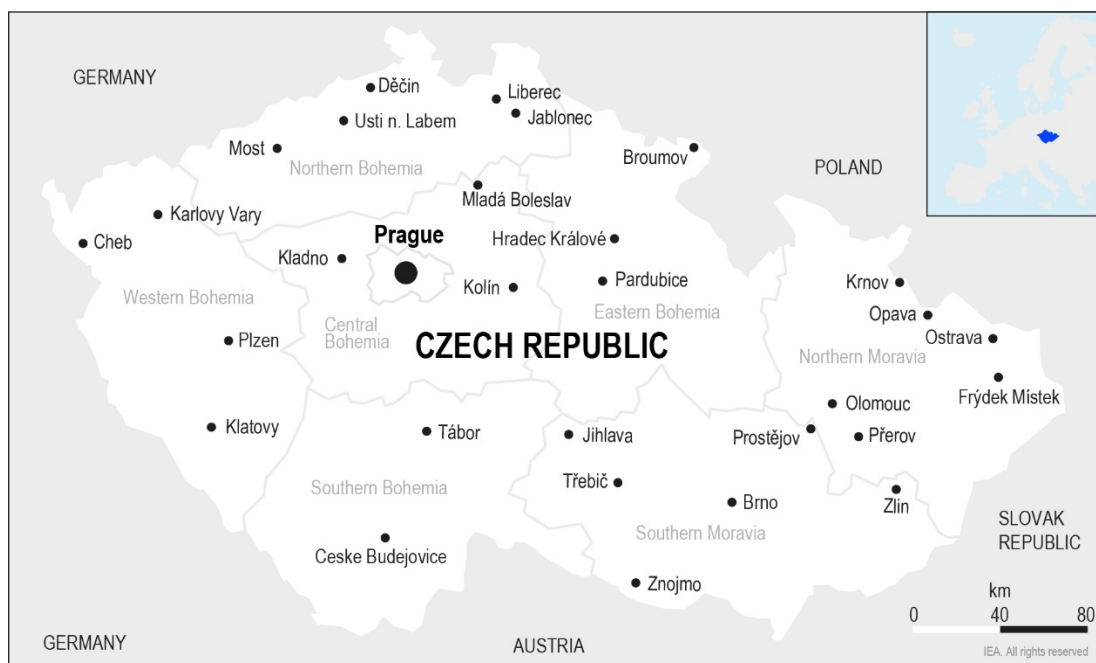 GERMANY
Děčin
Liberec
Jablonec
Usti n. Labem
Most
Northern Bohemia
Broumov
POLAND
Mladá Boleslav
Karlovy Vary
Cheb
Prague
Hradec Králové
Kladno
Kolín
Pardubice
Krnov
Western Bohemia
Eastern Bohemia
Opava
Central
Bohemia
CZECH REPUBLIC
Plzen
Ostrava
Northern Moravia
Frýdek Místek
Olomouc
Klatovy
Tábor
Jihlava
Prostějov
Přerov
Třebič
Southern Bohemia
Brno
Zlin
SLOVAK
REPUBLIC
Southern Moravia
Ceske Budejovice
Znojmo
km
0 40 80
GERMANY
AUSTRIA
IEA. All rights reserved